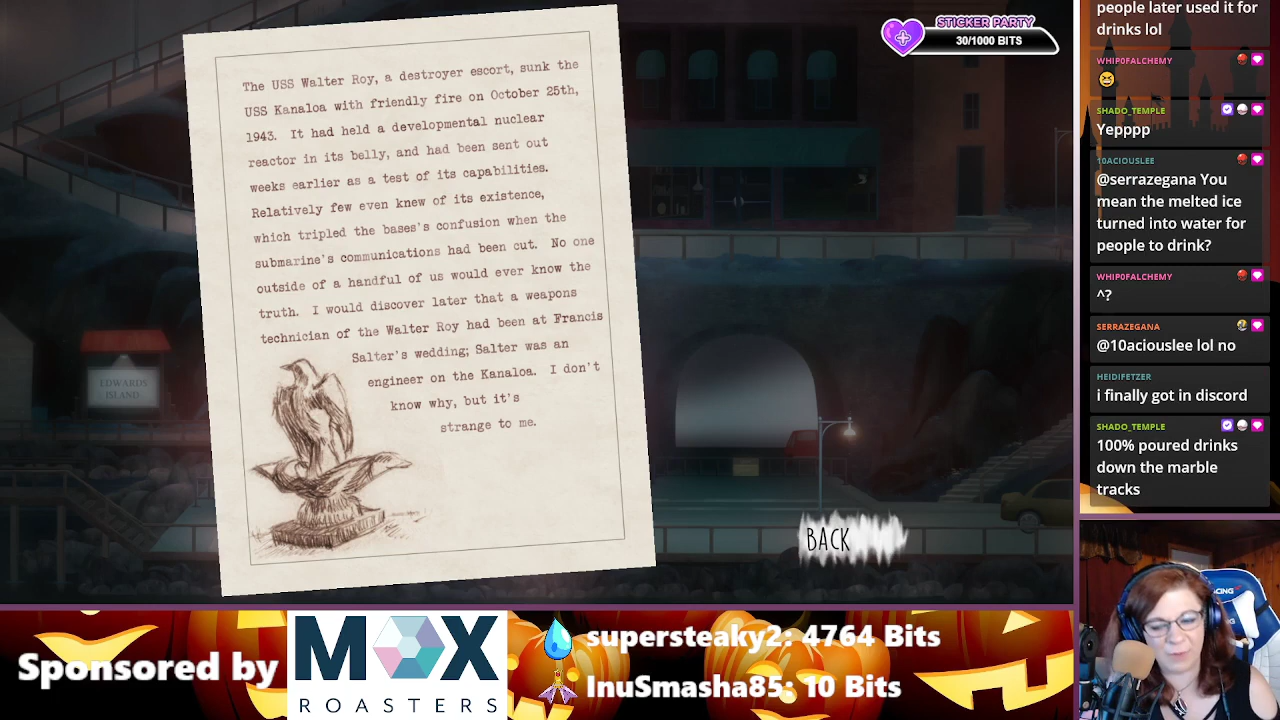 The USS Walter Roy, a destroyer escort, sunk the
USS Kanaloa with friendly fire on October 25th,
1943. It had held a developmental nuclear
reactor in its belly, and had been sent out
weeks earlier as a test of its capabilities.
Relatively few even knew of its existence,
which tripled the bases's confusion when the
submarine's communications had been cut. No one
outside of a handful of us would ever know the
truth. I would discover later that a weapons
technician of the Walter Roy had been at Francis
Salter's wedding; Salter was an
engineer on the Kanaloa. I don't
know why, but it's
strange to me.
EDWARDS
ISLAND
BACK
STICKER PARTY
30/1000 BITS
people later used it for
drinks lol
WHIP0FALCHEMY
SHADO_TEMPLE
Yepppp
10ACIOUSLEE
@serrazegana You
mean the melted ice
turned into water for
people to drink?
WHIP0FALCHEMY
^?
SERRAZEGANA
@10aciouslee lol no
HEIDIFETZER
i finally got in discord
SHADO_TEMPLE
100% poured drinks
down the marble
tracks
Sponsored by
MOX
ROASTERS
supersteaky2: 4764 Bits
InuSmasha85: 10 Bits